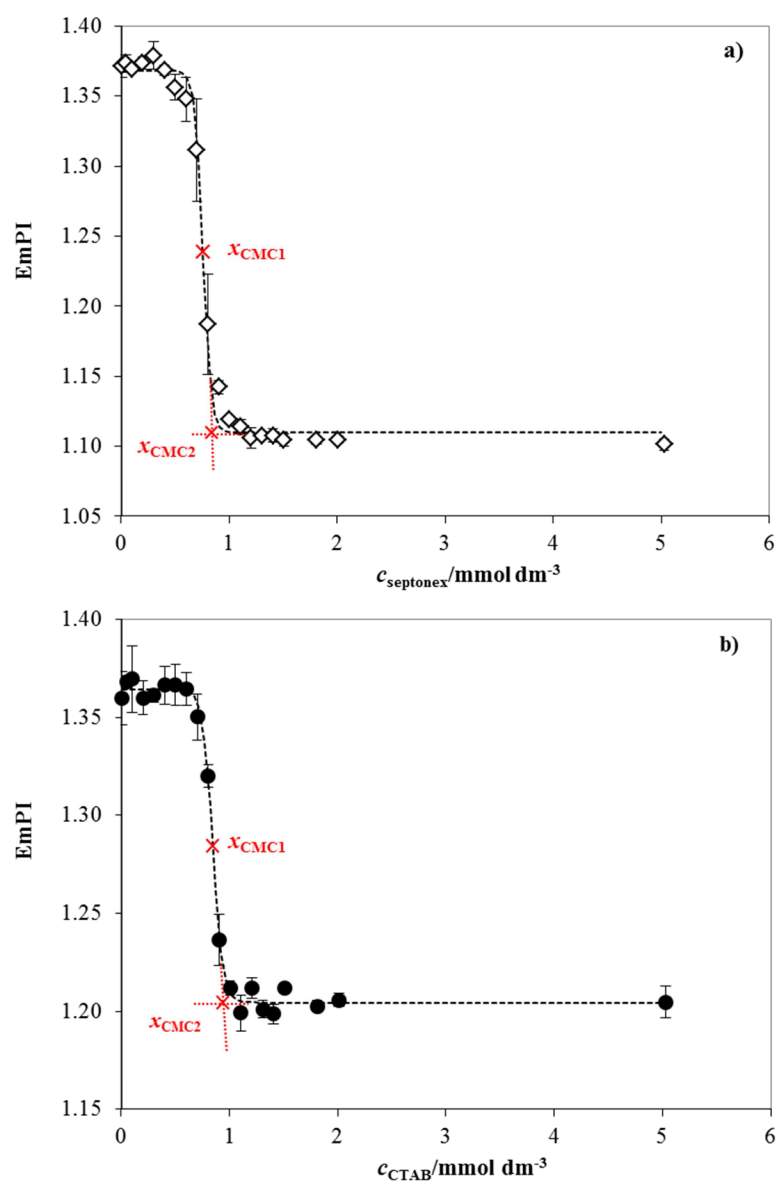 a)
1.40
1.35
1.30
1.25
1.20
1.15
1.10
1.05
EmPI
xCMC1
xCMC2
0 1 2 3 4 5 6
cseptonex/mmol dm-3
b)
1.40
1.35
1.30
1.25
1.20
1.15
EmPI
xCMC1
xCMC2
0 1 2 3 4 5 6
cCTAB/mmol dm-3